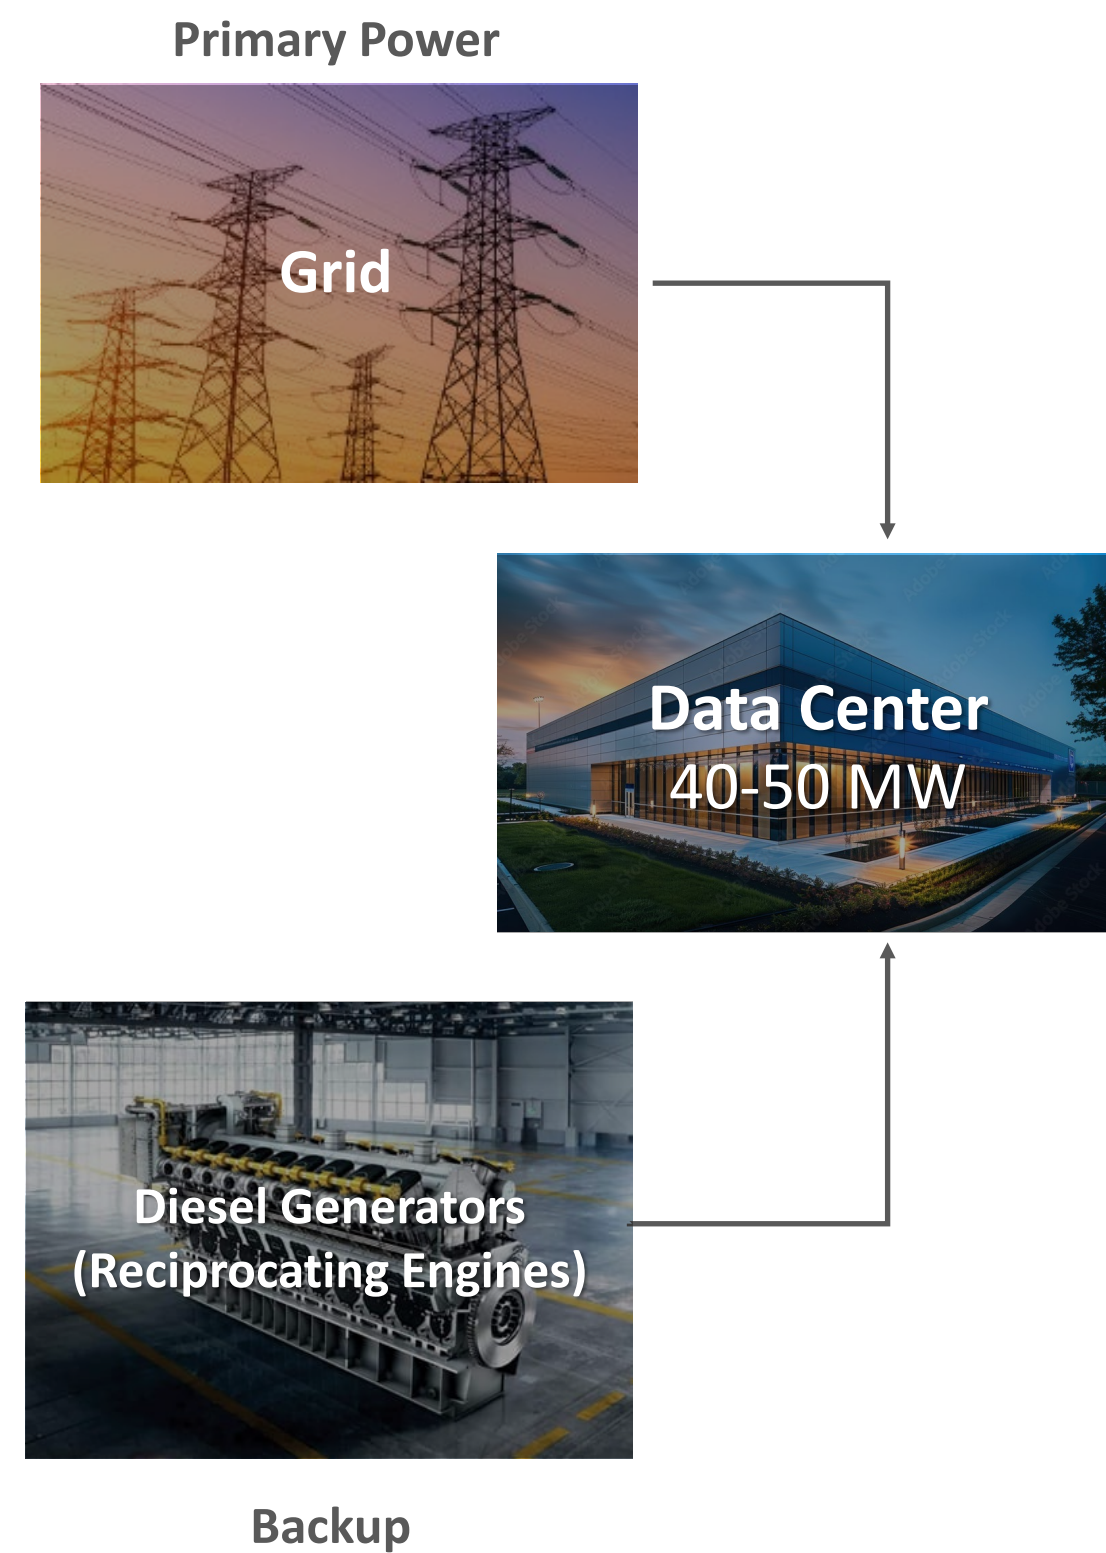 Primary Power
Grid
Data Center
40-50 MW
Diesel Generators
(Reciprocating Engines)
Backup